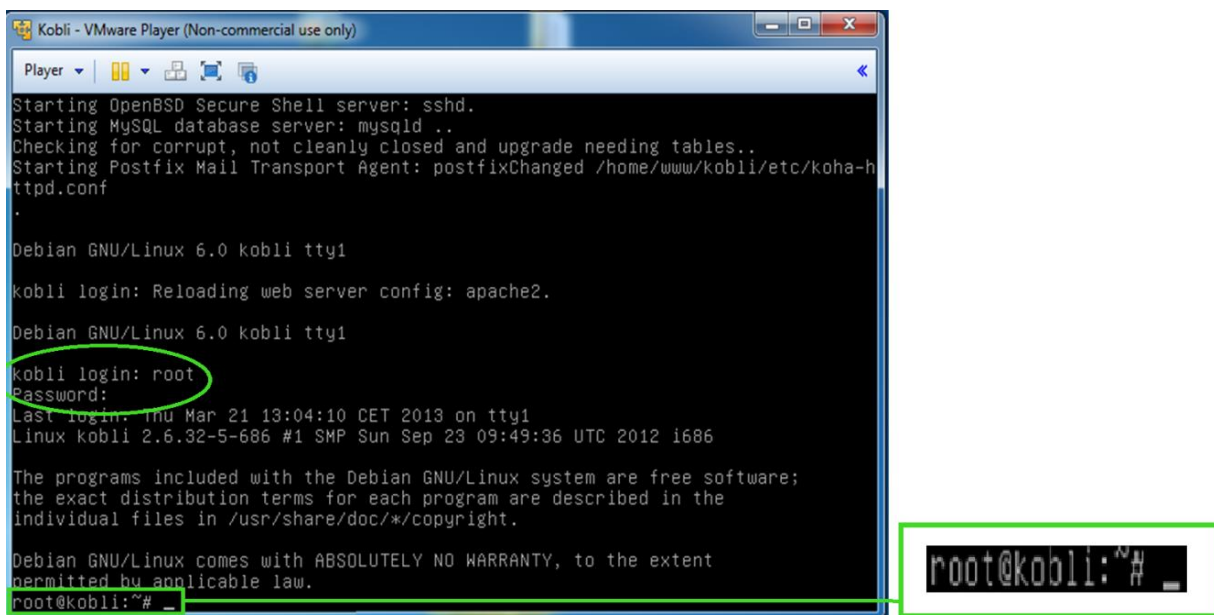 Kobli - VMware Player (Non-commercial use only)
Player
Starting OpenBSD Secure Shell server: sshd.
Starting MySQL database server: mysqld ..
Checking for corrupt, not cleanly closed and upgrade needing tables..
Starting Postfix Mail Transport Agent: postfixChanged /home/www/kobli/etc/koha-h
ttpd.conf
.
Debian GNU/Linux 6.0 kobli tty1
kobli login: Reloading web server config: apache2.
Debian GNU/Linux 6.0 kobli tty1
kobli login: root
Password:
Last login: Thu Mar 21 13:04:10 CET 2013 on tty1
Linux kobli 2.6.32-5-686 #1 SMP Sun Sep 23 09:49:36 UTC 2012 i686
The programs included with the Debian GNU/Linux system are free software;
the exact distribution terms for each program are described in the
individual files in /usr/share/doc/*/copyright.
Debian GNU/Linux comes with ABSOLUTELY NO WARRANTY, to the extent
permitted by applicable law.
root@kobli:~# _
root@kobli:~# _